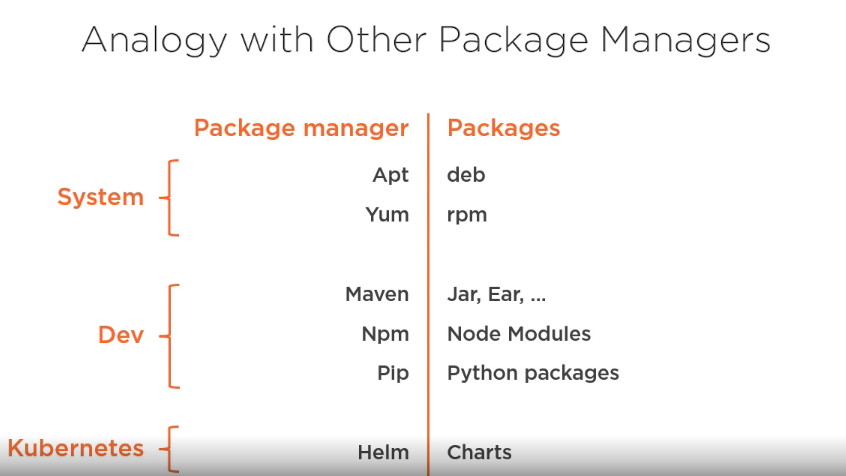 Analogy with Other Package Managers
Package manager Packages
System
Apt deb
Yum rpm
Dev
Maven Jar, Ear, ...
Npm Node Modules
Pip Python packages
Kubernetes
Helm Charts